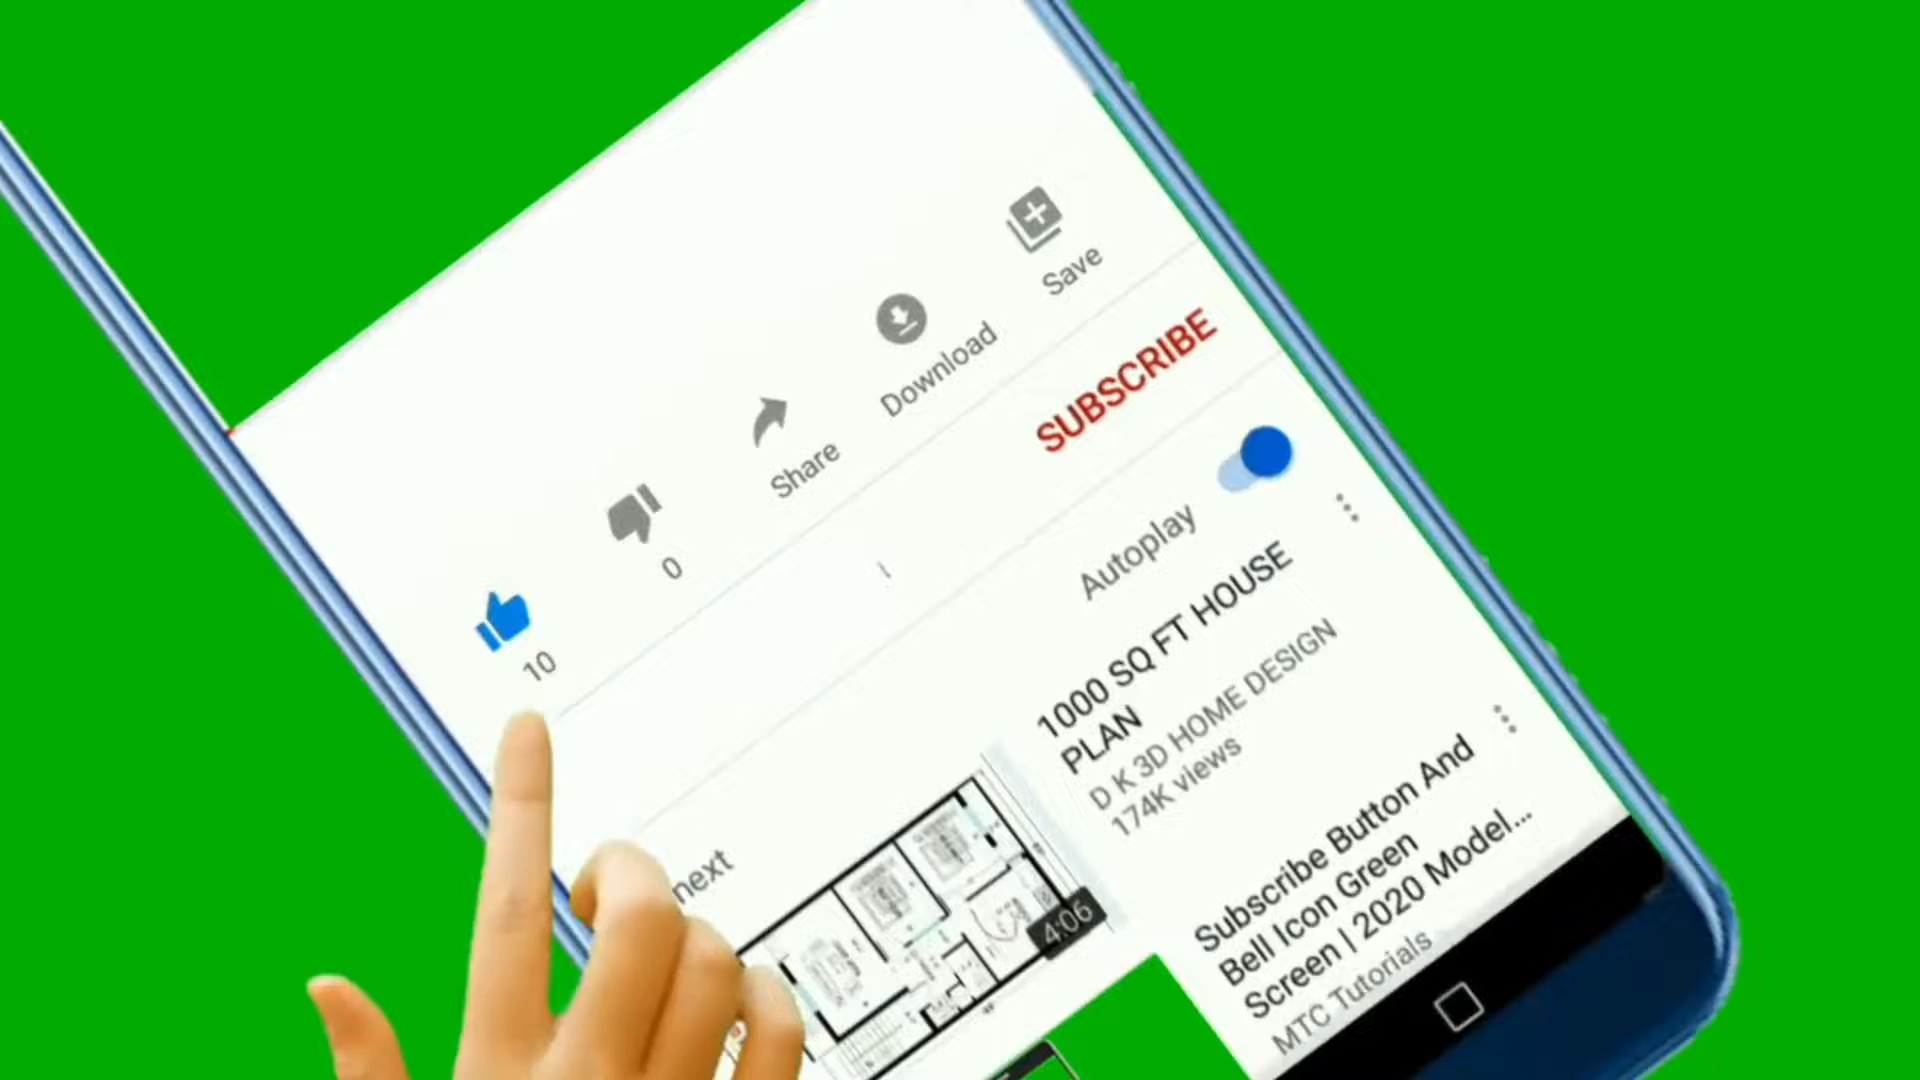 10
0
Share
Download
Save
SUBSCRIBE
next
Autoplay
4:06
1000 SQ FT HOUSE
PLAN
D K 3D HOME DESIGN
174K views
Subscribe Button And
Bell Icon Green
Screen | 2020 Model...
MTC Tutorials